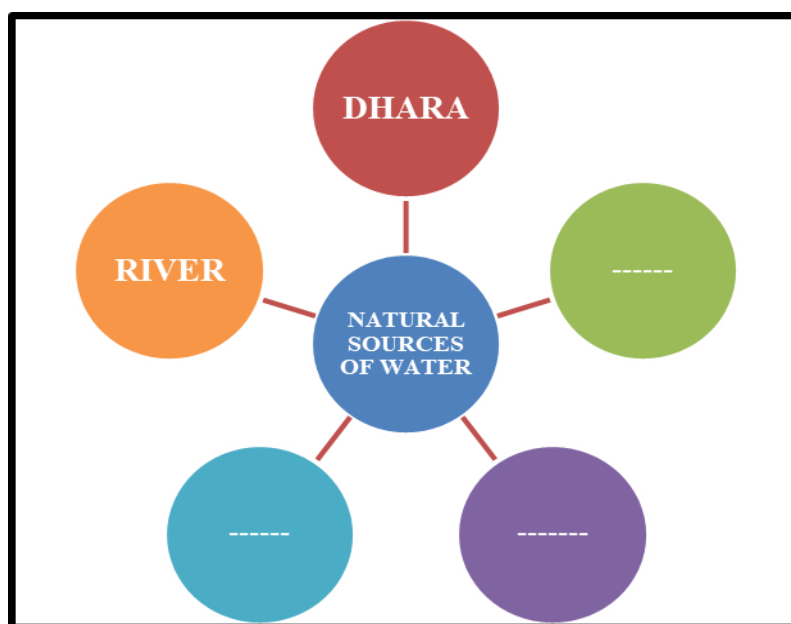 DHARA
RIVER
------
NATURAL
SOURCES
OF WATER
------
-------